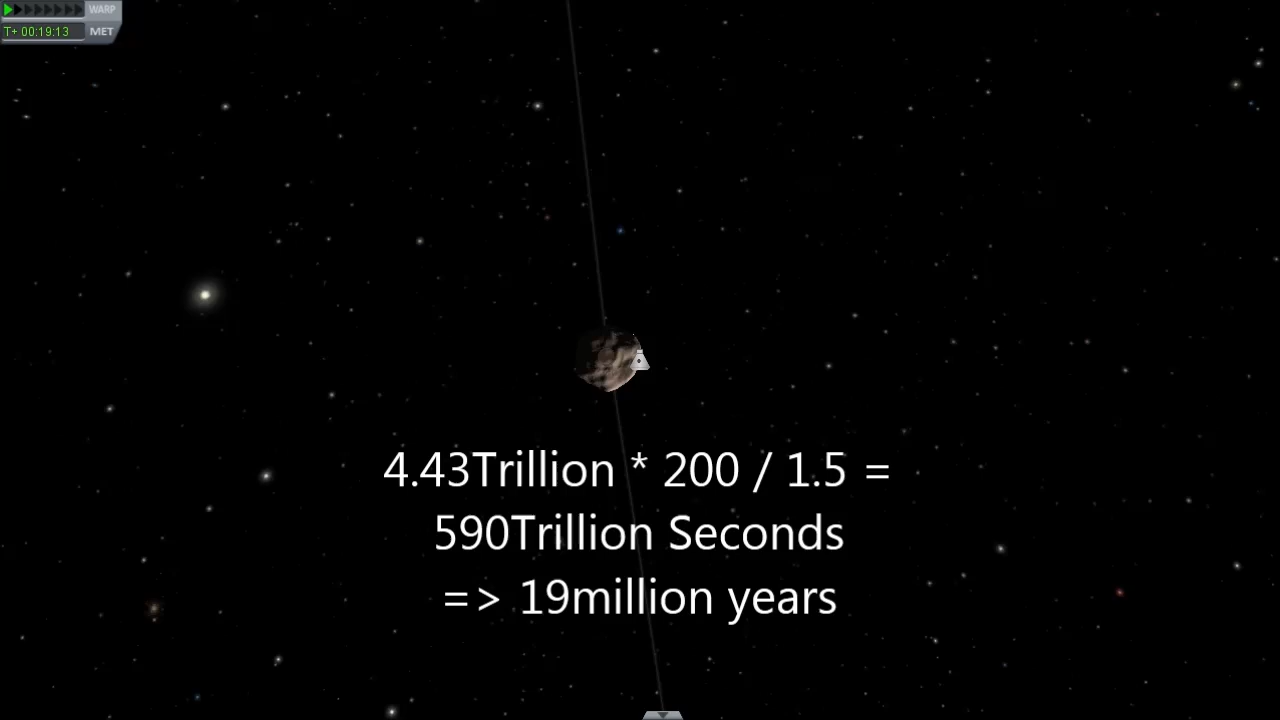 WARP
T+ 00:19:13 MET
4.43Trillion * 200 / 1.5 =
590Trillion Seconds
=> 19million years